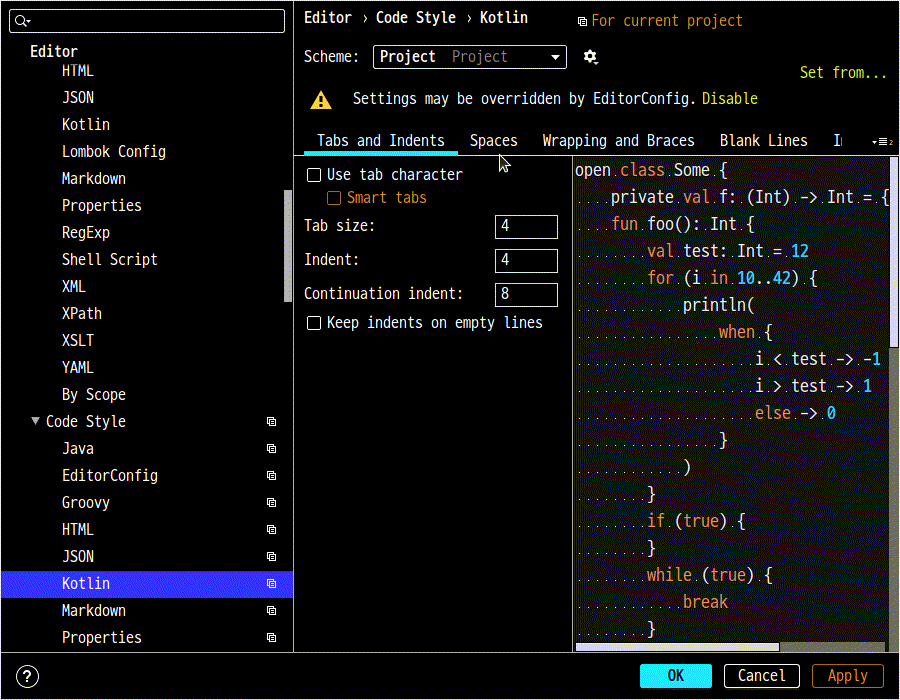 Editor
HTML
JSON
Kotlin
Lombok Config
Markdown
Properties
RegExp
Shell Script
XML
XPath
XSLT
YAML
By Scope
Code Style
Java
EditorConfig
Groovy
HTML
JSON
Kotlin
Markdown
Properties
Editor › Code Style › Kotlin
For current project
Scheme: Project Project
Set from...
Settings may be overridden by EditorConfig. Disable
Tabs and Indents Spaces Wrapping and Braces Blank Lines
Use tab character
Smart tabs
Tab size: 4
Indent: 4
Continuation indent: 8
Keep indents on empty lines
open class Some {
    private val f: (Int) -> Int = {
    fun foo(): Int {
        val test: Int = 12
        for (i in 10..42) {
            println(
                when {
                    i < test -> -1
                    i > test -> 1
                    else -> 0
                }
            )
        }
        if (true) {
        }
        while (true) {
            break
        }
?
OK Cancel Apply